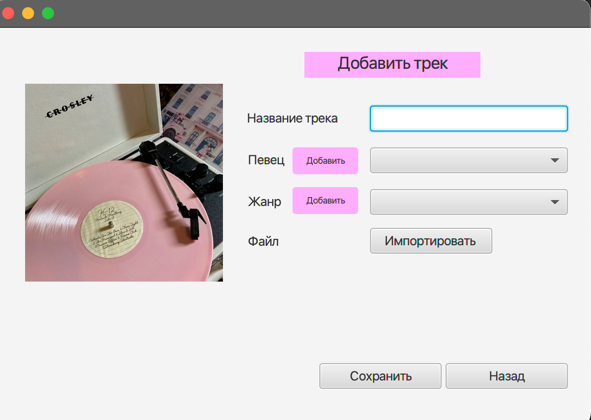 Добавить трек
CROSLEY
Название трека
Певец Добавить
Жанр Добавить
Файл Импортировать
Сохранить Назад